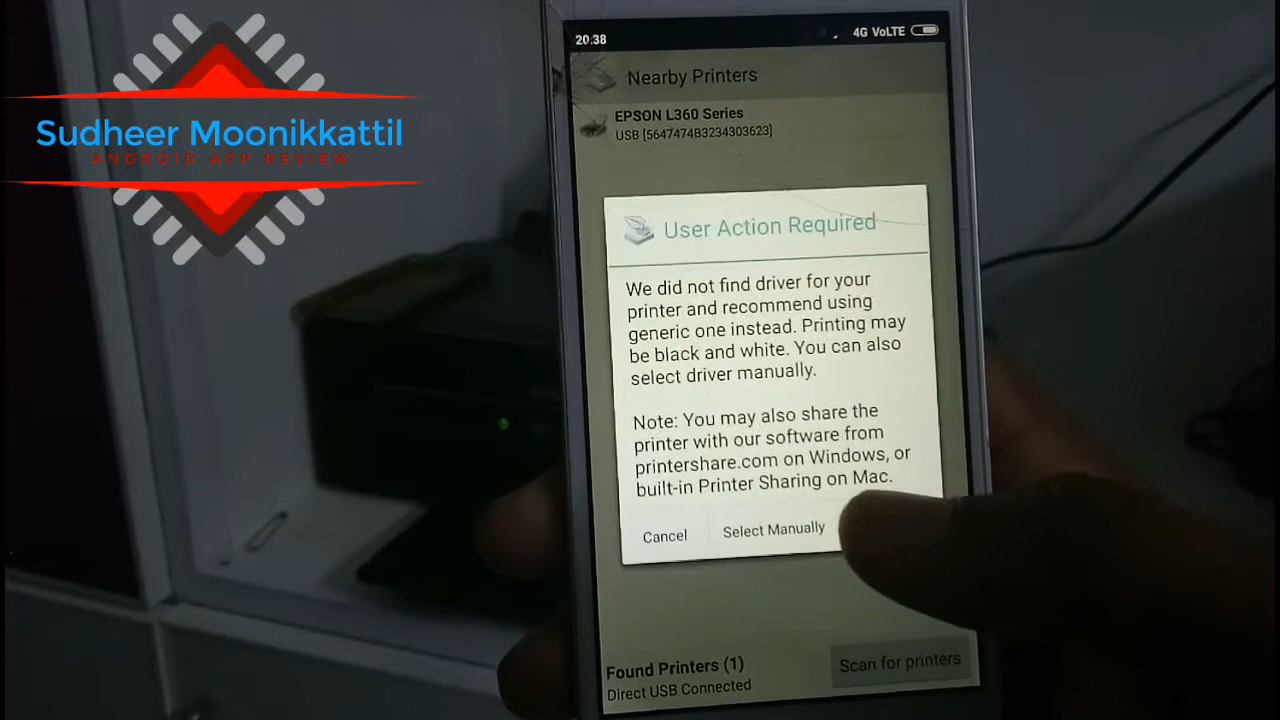 Sudheer Moonikkattil
ANDROID APP REVIEW
20.38
4G VoLTE
Nearby Printers
EPSON L360 Series
USB [5647474B3234303623]
User Action Required
We did not find driver for your
printer and recommend using
generic one instead. Printing may
be black and white. You can also
select driver manually.
Note: You may also share the
printer with our software from
printershare.com on Windows, or
built-in Printer Sharing on Mac.
Cancel
Select Manually
Found Printers (1)
Direct USB Connected
Scan for printers